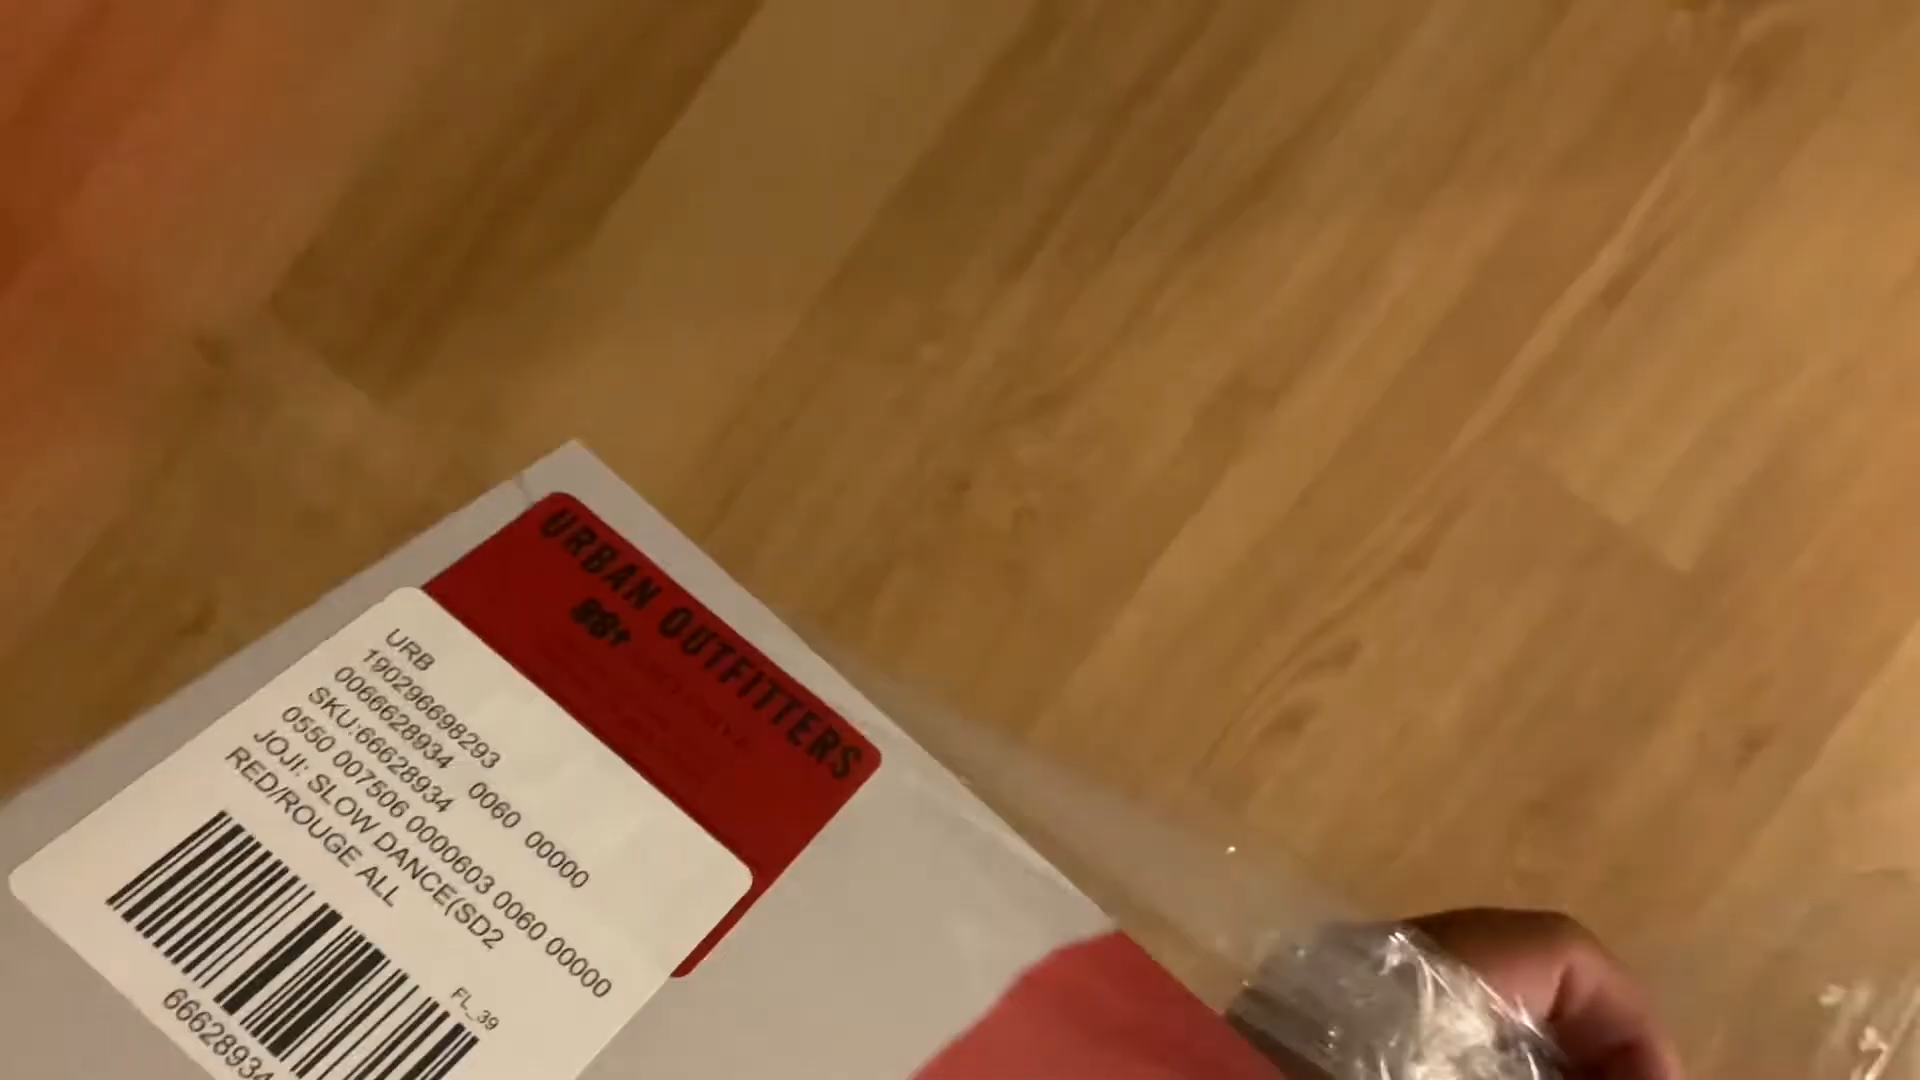 URBAN OUTFITTERS
URB
190296698293
0066628934 0060 00000
SKU:66628934
0550 007506 0000603 0060 00000
JOJI: SLOW DANCE(SD2
RED/ROUGE ALL
FL_39
66628934